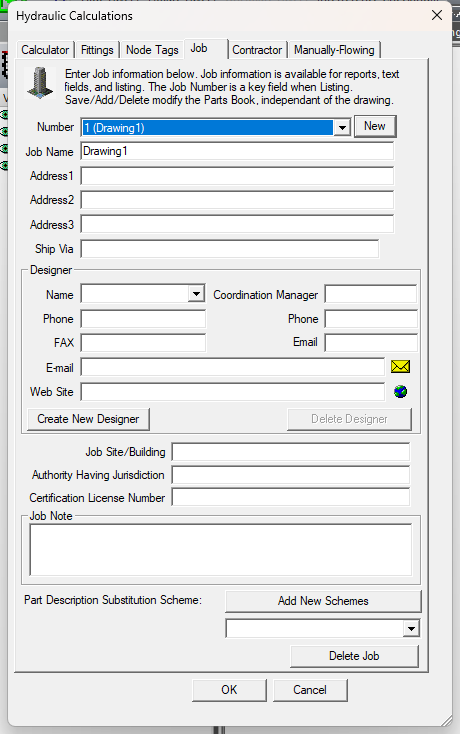 Hydraulic Calculations
Calculator Fittings Node Tags Job Contractor Manually-Flowing
Enter Job information below. Job information is available for reports, text
fields, and listing. The Job Number is a key field when Listing.
Save/Add/Delete modify the Parts Book, independant of the drawing.
Number 1 (Drawing1) New
Job Name Drawing1
Address1
Address2
Address3
Ship Via
Designer
Name Coordination Manager
Phone Phone
FAX Email
E-mail
Web Site
Create New Designer Delete Designer
Job Site/Building
Authority Having Jurisdiction
Certification License Number
Job Note
Part Description Substitution Scheme: Add New Schemes
Delete Job
OK Cancel